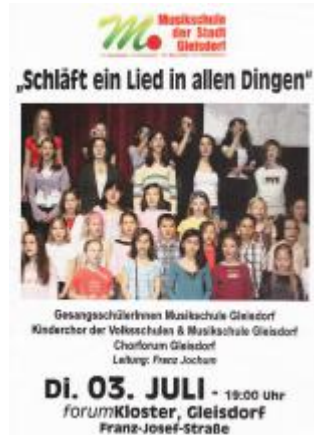 Musikschule
der Stadt
Gleisdorf
„Schläft ein Lied in allen Dingen"
GesangsschülerInnen Musikschule Gleisdorf
Kinderchor der Volksschulen & Musikschule Gleisdorf
Chorforum Gleisdorf
Leitung: Franz Jochum
Di. 03. JULI - 19:00 Uhr
forumKloster, Gleisdorf
Franz-Josef-Straße